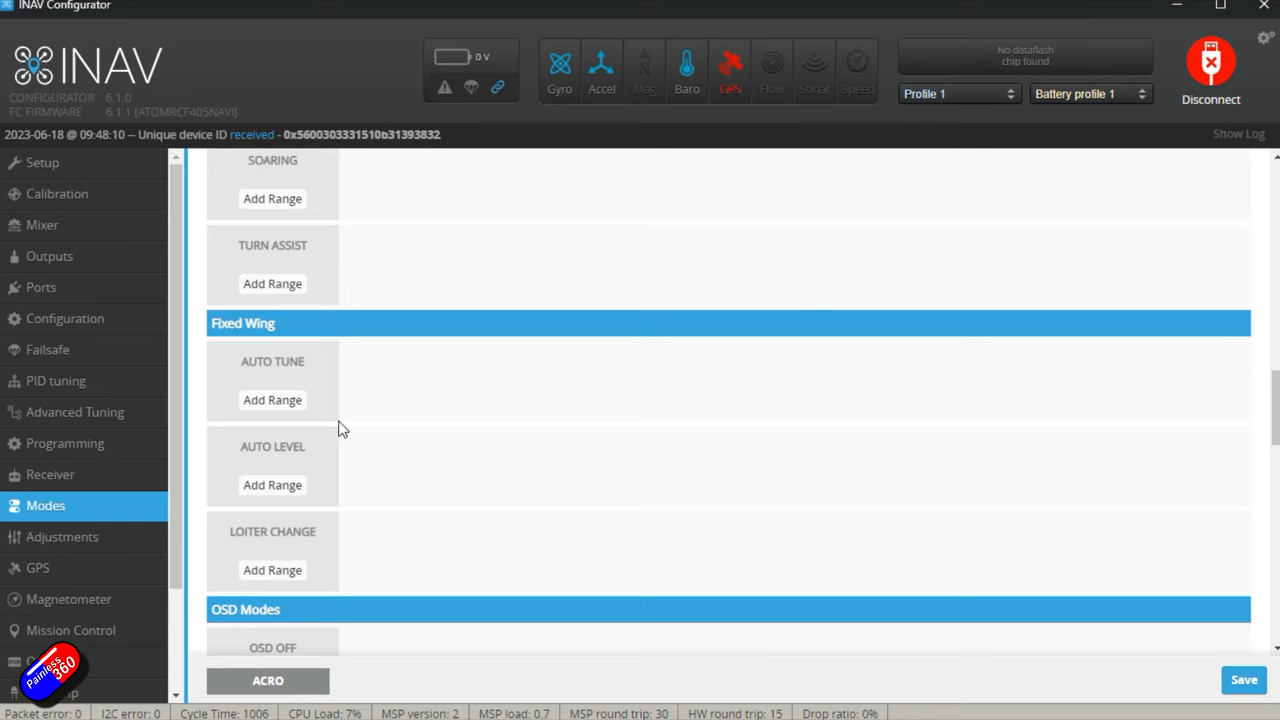 INAV Configurator
INAV
CONFIGURATOR 6.1.0
FC FIRMWARE 6.1.1 [ATOMRCF405NAVI]
0 V
Gyro
Accel
Mag
Baro
GPS
Flow
Sonar
Speed
No dataflash
chip found
Profile 1
Battery profile 1
Disconnect
2023-06-18 @ 09:48:10 -- Unique device ID received - 0x5600303331510b31393832
Show Log
Setup
Calibration
Mixer
Outputs
Ports
Configuration
Failsafe
PID tuning
Advanced Tuning
Programming
Receiver
Modes
Adjustments
GPS
Magnetometer
Mission Control
Painless
360
SOARING
Add Range
TURN ASSIST
Add Range
Fixed Wing
AUTO TUNE
Add Range
AUTO LEVEL
Add Range
LOITER CHANGE
Add Range
OSD Modes
OSD OFF
ACRO
Save
Packet error: 0
I2C error: 0
Cycle Time: 1006
CPU Load: 7%
MSP version: 2
MSP load: 0.7
MSP round trip: 30
HW round trip: 15
Drop ratio: 0%